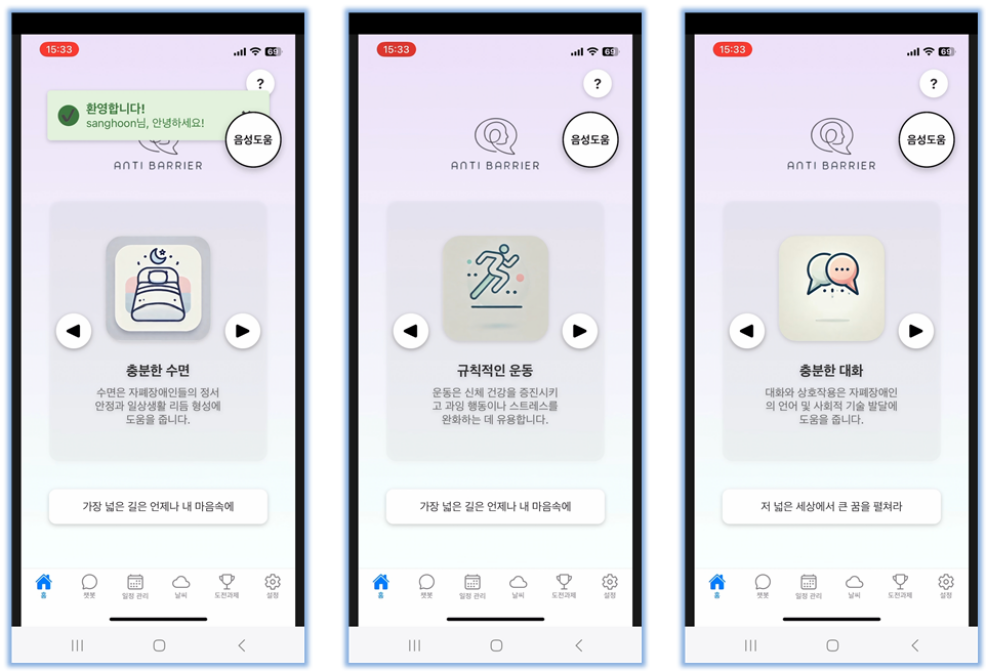 15:33
69
?
환영합니다!
sanghoon님, 안녕하세요!
음성도움
ANTI BARRIER
충분한 수면
수면은 자폐장애인들의 정서
안정과 일상생활 리듬 형성에
도움을 줍니다.
가장 넓은 길은 언제나 내 마음속에
홈
챗봇
일정 관리
날씨
도전과제
설정
15:33
69
?
음성도움
ANTI BARRIER
규칙적인 운동
운동은 신체 건강을 증진시키
고 과잉 행동이나 스트레스를
완화하는 데 유용합니다.
가장 넓은 길은 언제나 내 마음속에
홈
챗봇
일정 관리
날씨
도전과제
설정
15:33
69
?
음성도움
ANTI BARRIER
충분한 대화
대화와 상호작용은 자폐장애인
의 언어 및 사회적 기술 발달에
도움을 줍니다.
저 넓은 세상에서 큰 꿈을 펼쳐라
홈
챗봇
일정 관리
날씨
도전과제
설정